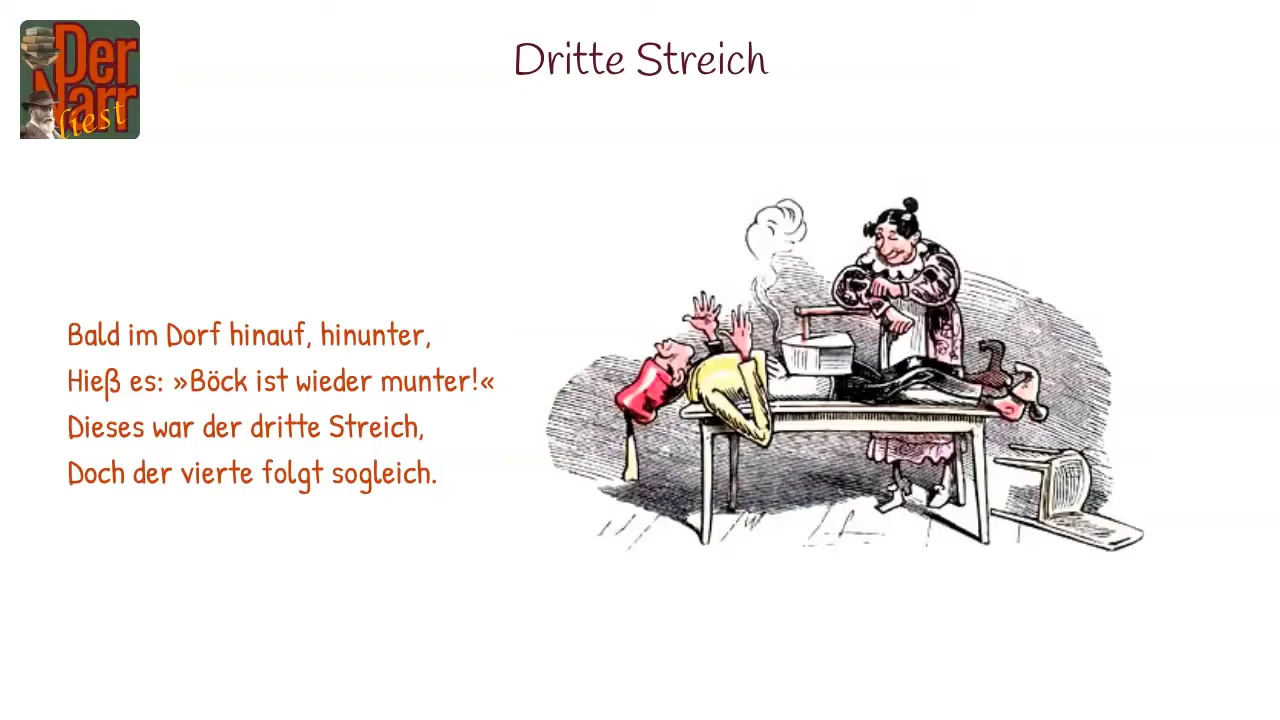 Der
Narr
liest
Dritte Streich
Bald im Dorf hinauf, hinunter,
Hieß es: »Böck ist wieder munter!«
Dieses war der dritte Streich,
Doch der vierte folgt sogleich.